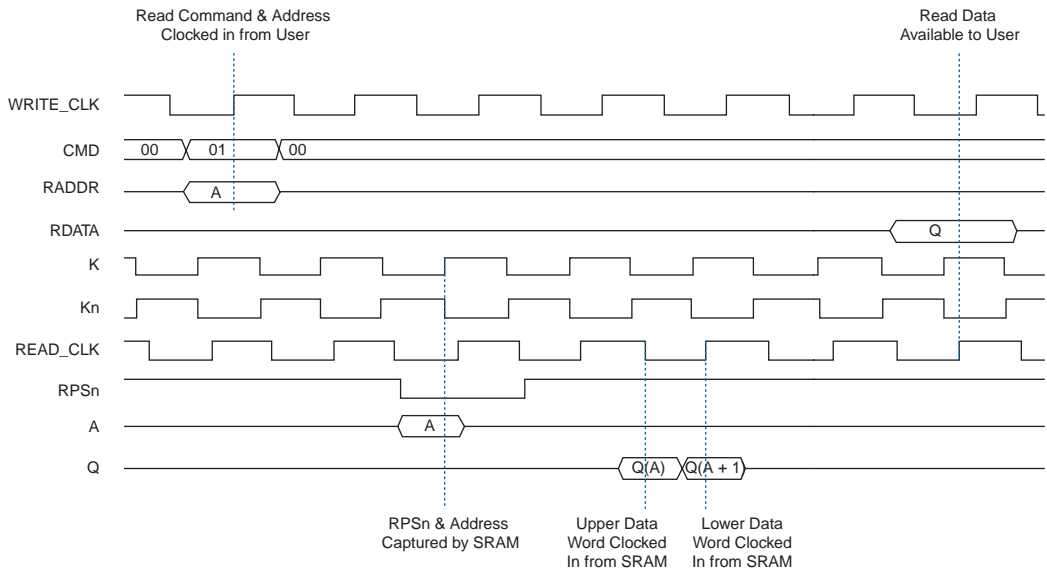 Read Command & Address
Clocked in from User
Read Data
Available to User
WRITE_CLK
CMD
00
01
00
RADDR
A
RDATA
Q
K
Kn
READ_CLK
RPSn
A
A
Q
Q(A)
Q(A + 1)
RPSn & Address
Captured by SRAM
Upper Data
Word Clocked
In from SRAM
Lower Data
Word Clocked
In from SRAM